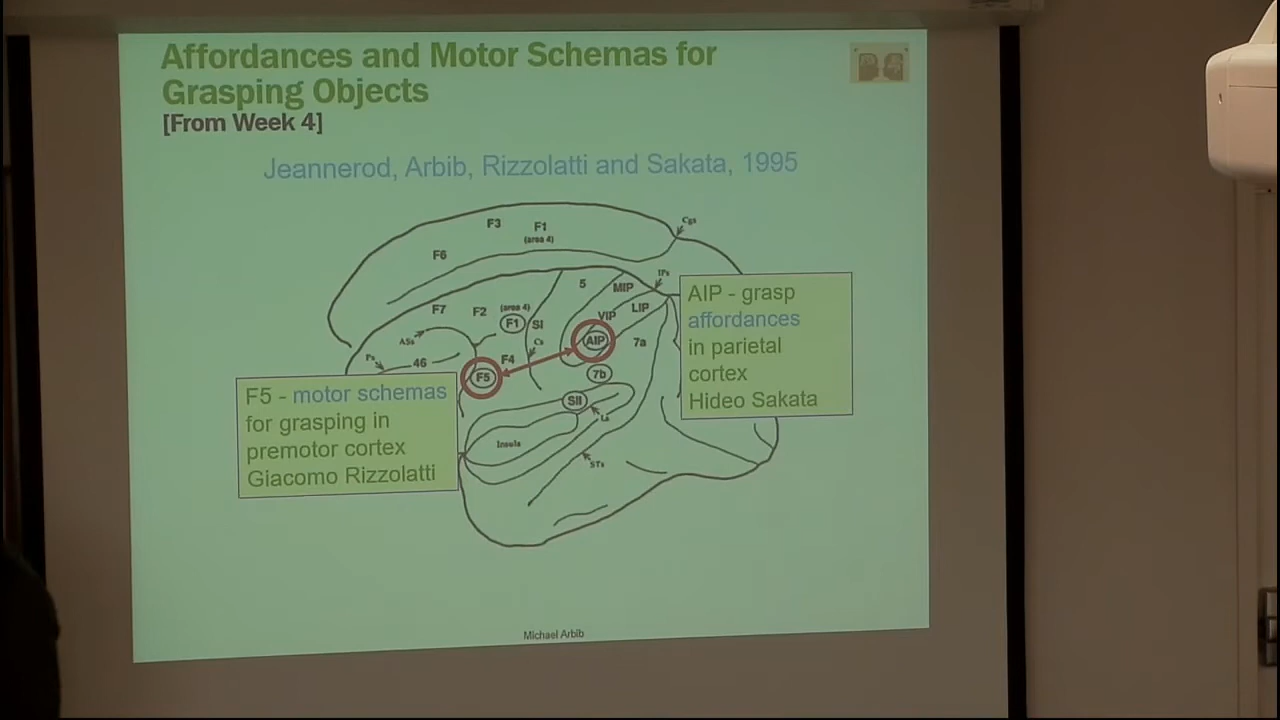 Affordances and Motor Schemas for
Grasping Objects
[From Week 4]
Jeannerod, Arbib, Rizzolatti and Sakata, 1995
F3
F1
(area 4)
Cgs
F6
IPs
5
MIP
F7
F2
(area 4)
F1
SI
VIP
LIP
ASs
Cs
AIP
7a
Ps
46
F4
F5
7b
SII
Ls
Insula
STs
AIP - grasp
affordances
in parietal
cortex
Hideo Sakata
F5 - motor schemas
for grasping in
premotor cortex
Giacomo Rizzolatti
Michael Arbib